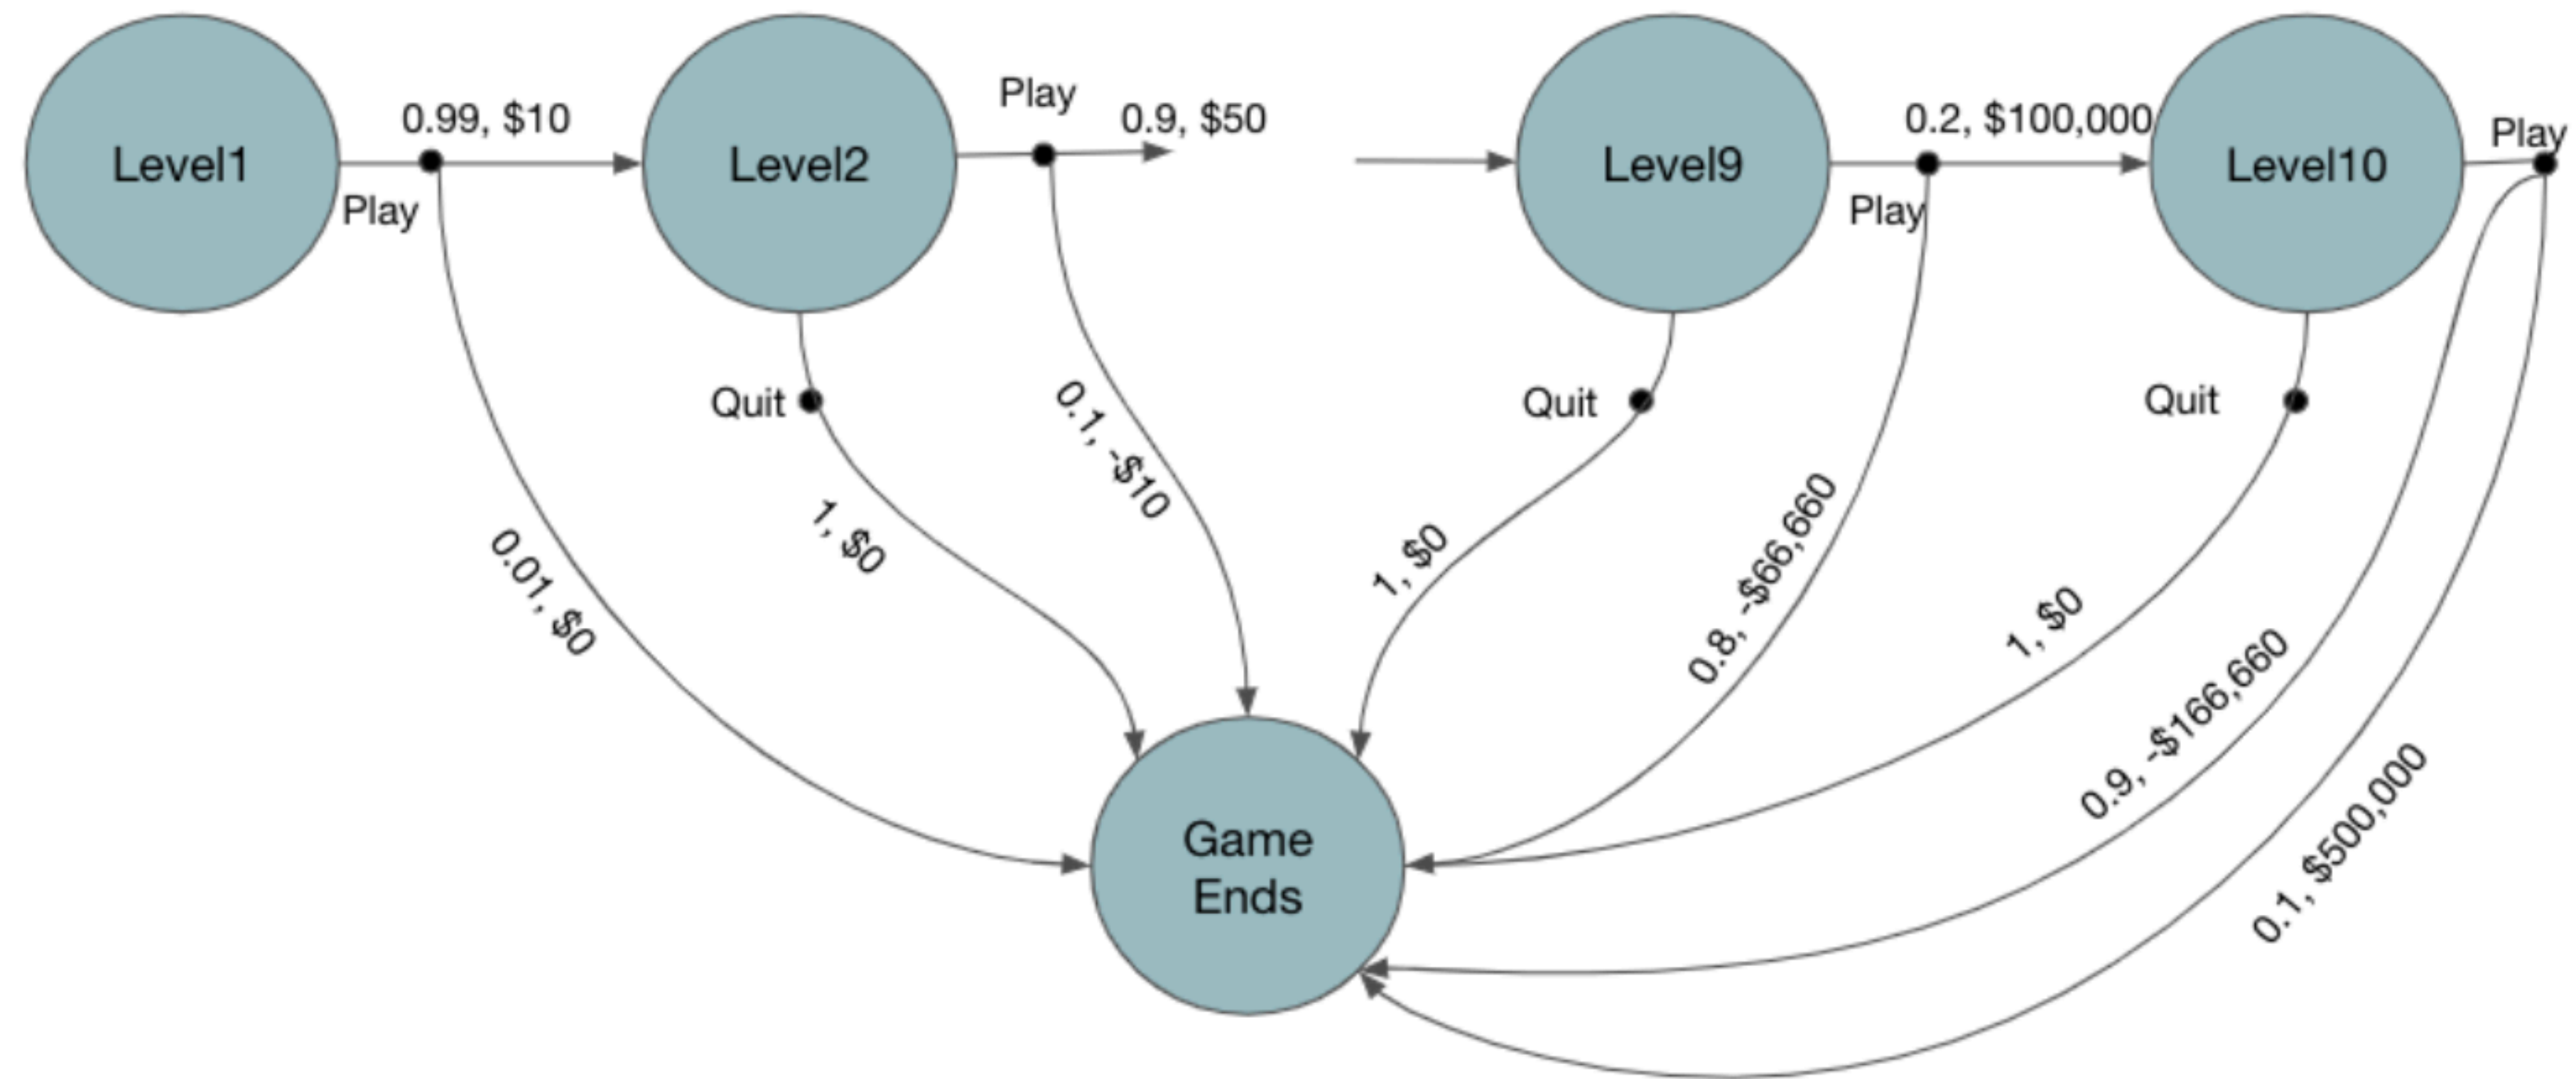 Level1
0.99, $10
Play
Level2
Play
0.9, $50
Level9
0.2, $100,000
Play
Level10
Play
Quit
Quit
Quit
0.01, $0
1, $0
0.1, -$10
1, $0
0.8, -$66,660
1, $0
0.9, -$166,660
0.1, $500,000
Game
Ends